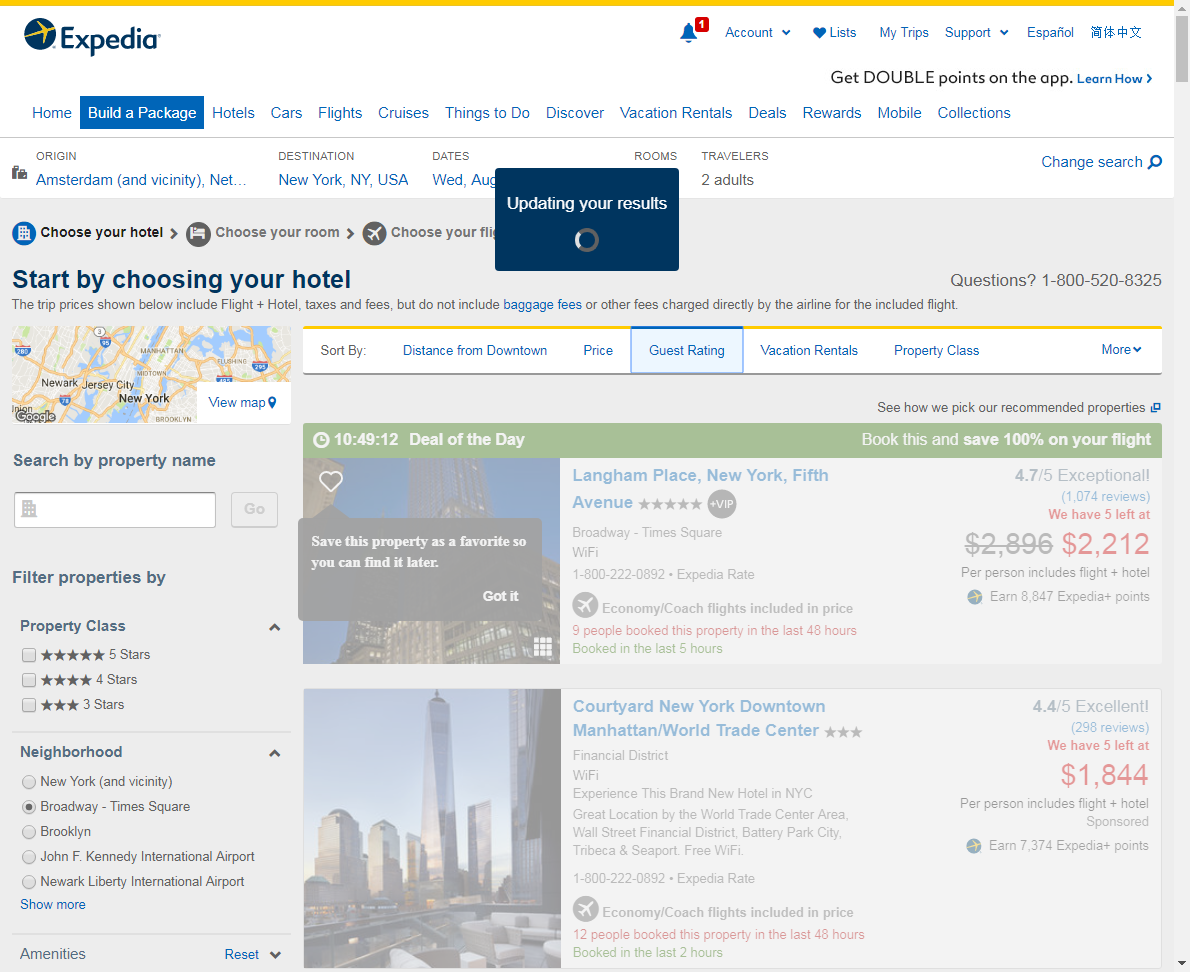 Expedia
1
Account
Lists
My Trips
Support
Español
简体中文
Get DOUBLE points on the app. Learn How
Home
Build a Package
Hotels
Cars
Flights
Cruises
Things to Do
Discover
Vacation Rentals
Deals
Rewards
Mobile
Collections
ORIGIN
Amsterdam (and vicinity), Net...
DESTINATION
New York, NY, USA
DATES
Wed, Aug
ROOMS
TRAVELERS
2 adults
Change search
Updating your results
Choose your hotel
Choose your room
Choose your flig
Start by choosing your hotel
Questions? 1-800-520-8325
The trip prices shown below include Flight + Hotel, taxes and fees, but do not include baggage fees or other fees charged directly by the airline for the included flight.
280
3
95
MANHATTAN
FLUSHING
MIDTOWN
495
295
Newark
Jersey City
78
New York
BROOKLYN
Union
Google
View map
Sort By:
Distance from Downtown
Price
Guest Rating
Vacation Rentals
Property Class
More
See how we pick our recommended properties
Search by property name
Go
Filter properties by
Property Class
5 Stars
4 Stars
3 Stars
Neighborhood
New York (and vicinity)
Broadway - Times Square
Brooklyn
John F. Kennedy International Airport
Newark Liberty International Airport
Show more
Amenities
Reset
10:49:12 Deal of the Day
Book this and save 100% on your flight
Save this property as a favorite so
you can find it later.
Got it
Langham Place, New York, Fifth
Avenue
+VIP
Broadway - Times Square
WiFi
1-800-222-0892 • Expedia Rate
Economy/Coach flights included in price
9 people booked this property in the last 48 hours
Booked in the last 5 hours
4.7/5 Exceptional!
(1,074 reviews)
We have 5 left at
$2,896 $2,212
Per person includes flight + hotel
Earn 8,847 Expedia+ points
Courtyard New York Downtown
Manhattan/World Trade Center
Financial District
WiFi
Experience This Brand New Hotel in NYC
Great Location by the World Trade Center Area,
Wall Street Financial District, Battery Park City,
Tribeca & Seaport. Free WiFi.
1-800-222-0892 • Expedia Rate
Economy/Coach flights included in price
12 people booked this property in the last 48 hours
Booked in the last 2 hours
4.4/5 Excellent!
(298 reviews)
We have 5 left at
$1,844
Per person includes flight + hotel
Sponsored
Earn 7,374 Expedia+ points